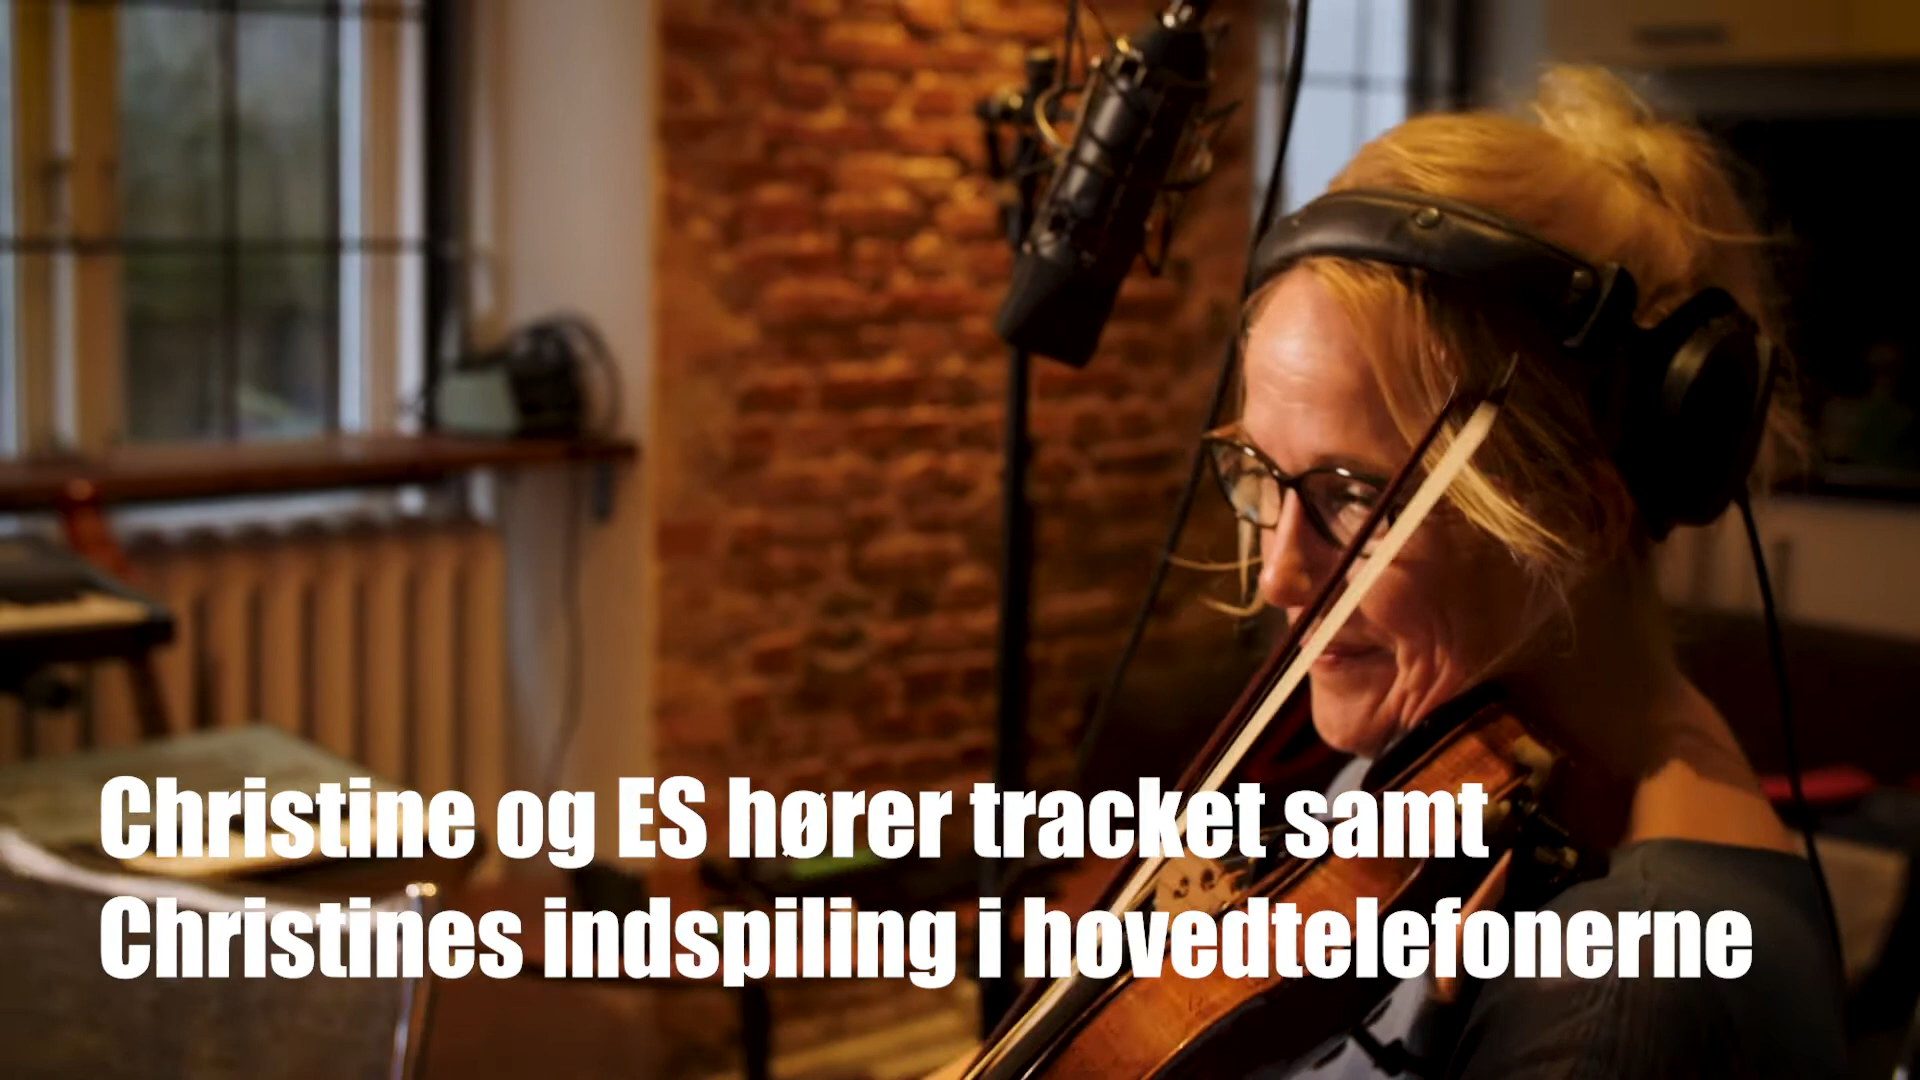 Christine og ES hører tracket samt
Christines indspiling i hovedtelefonerne